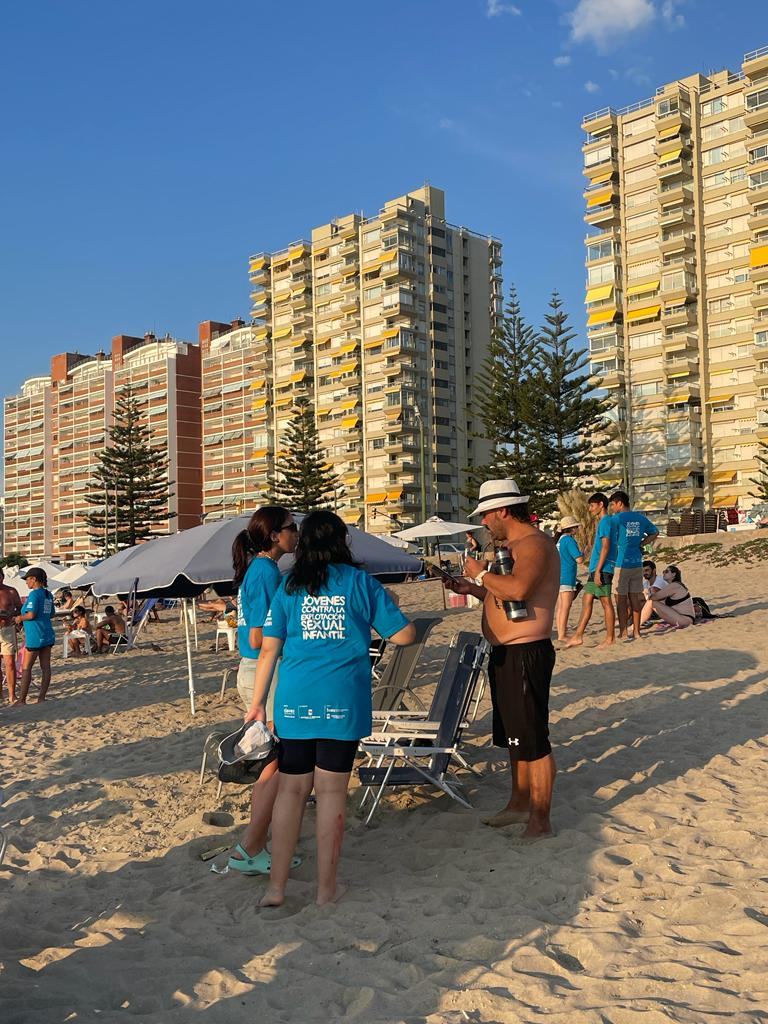 JÓVENES
CONTRA LA
EXPLOTACIÓN
SEXUAL
INFANTIL